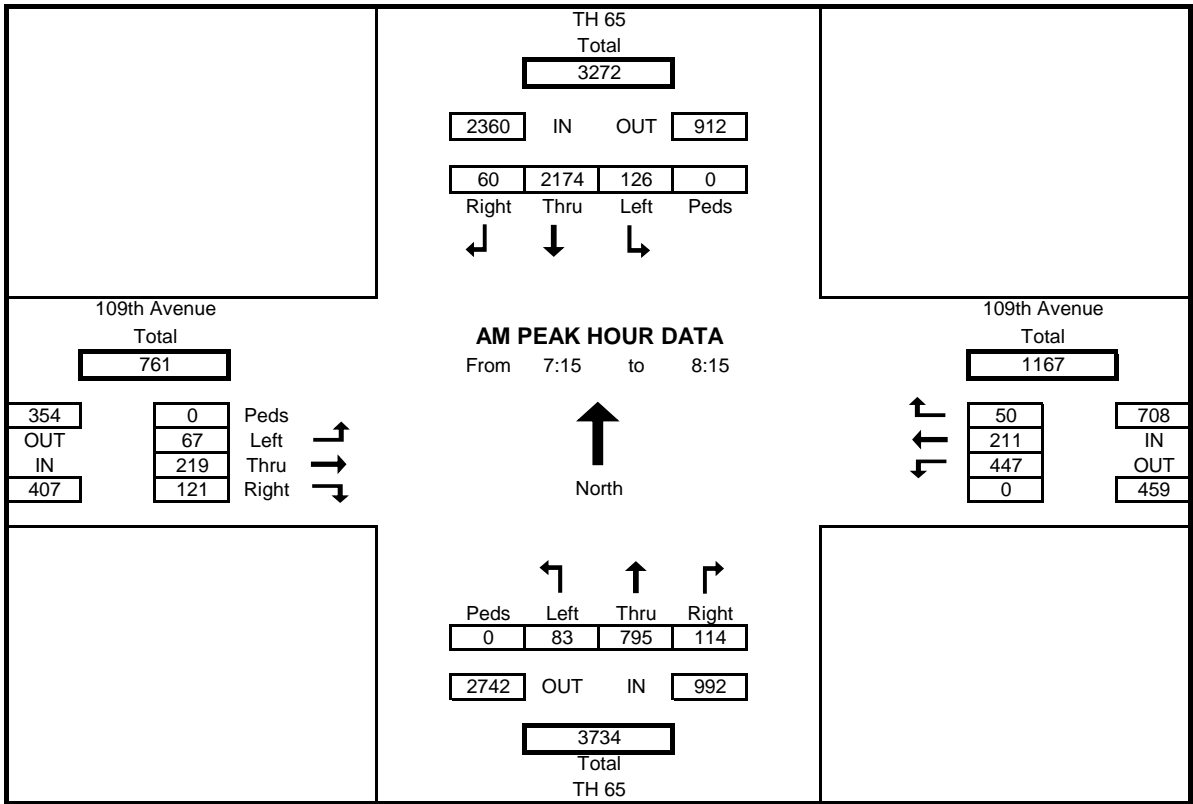 TH 65
Total
3272
2360 IN OUT 912
60 2174 126 0
Right Thru Left Peds
109th Avenue
Total
761
354 0 Peds
OUT 67 Left
IN 219 Thru
407 121 Right
AM PEAK HOUR DATA
From 7:15 to 8:15
North
109th Avenue
Total
1167
50 708
211 IN
447 OUT
0 459
Peds Left Thru Right
0 83 795 114
2742 OUT IN 992
3734
Total
TH 65